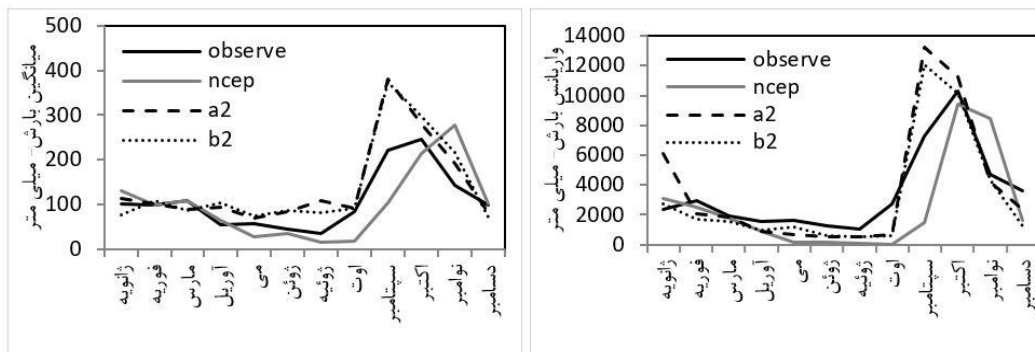 میانگین بارش- میلی متر
500
400
300
200
100
0
observe
ncep
a2
b2
ژانویه
فوریه
مارس
آوریل
می
ژوئن
ژوئیه
اوت
سپتامبر
اکتبر
نوامبر
دسامبر
واریانس بارش- میلی متر
14000
12000
10000
8000
6000
4000
2000
0
observe
ncep
a2
b2
ژانویه
فوریه
مارس
آوریل
می
ژوئن
ژوئیه
اوت
سپتامبر
اکتبر
نوامبر
دسامبر